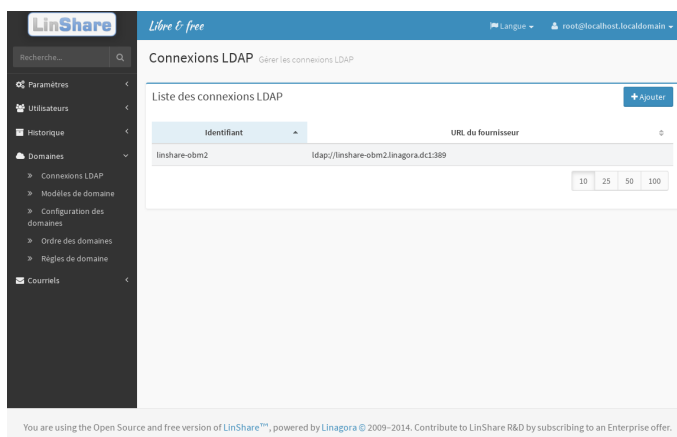 LinShare
Libre & free
Langue
root@localhost.localdomain
Recherche...
Connexions LDAP Gérer les connexions LDAP
Paramètres
Utilisateurs
Historique
Domaines
Connexions LDAP
Modèles de domaine
Configuration des
domaines
Ordre des domaines
Règles de domaine
Courriels
Liste des connexions LDAP
Ajouter
Identifiant
URL du fournisseur
linshare-obm2
ldap://linshare-obm2.linagora.dc1:389
10 25 50 100
You are using the Open Source and free version of LinShare™, powered by Linagora © 2009–2014. Contribute to LinShare R&D by subscribing to an Enterprise offer.